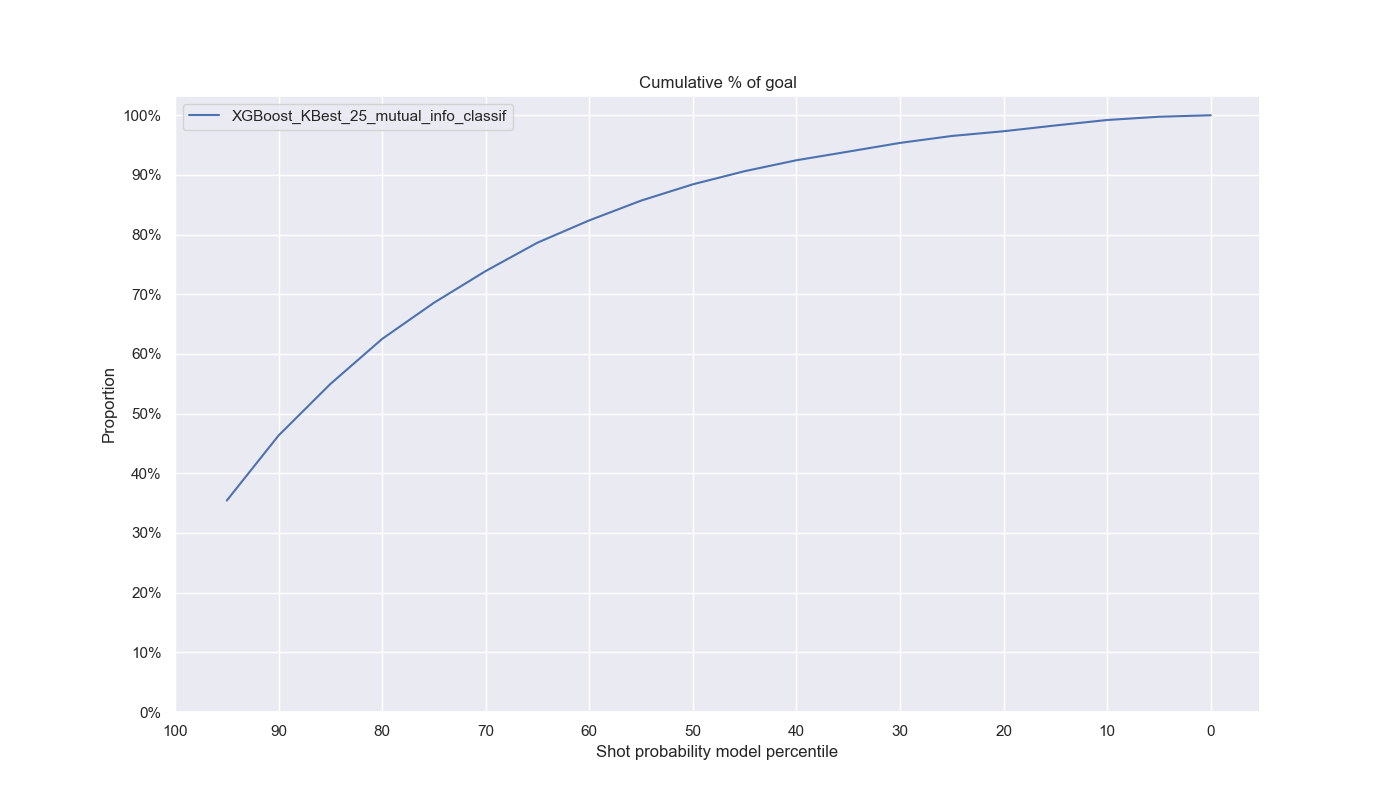 Cumulative % of goal
XGBoost_KBest_25_mutual_info_classif
100%
90%
80%
70%
60%
50%
40%
30%
20%
10%
0%
Proportion
100 90 80 70 60 50 40 30 20 10 0
Shot probability model percentile